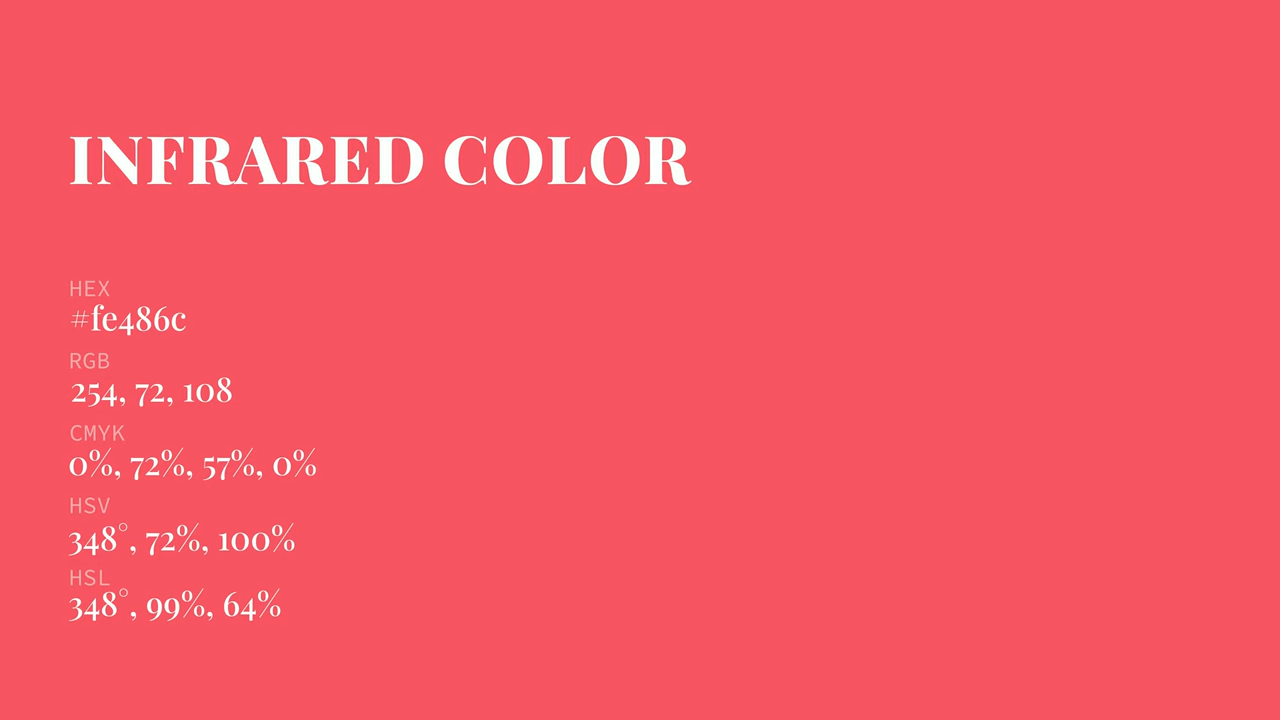 INFRARED COLOR
HEX
#fe486c
RGB
254, 72, 108
CMYK
0%, 72%, 57%, 0%
HSV
348°, 72%, 100%
HSL
348°, 99%, 64%